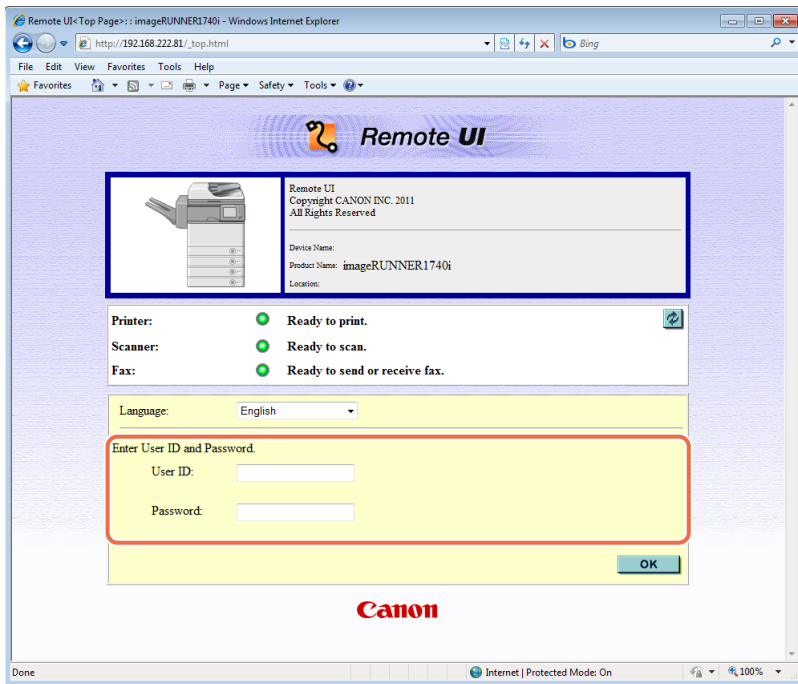 Remote UI<Top Page>: : imageRUNNER1740i - Windows Internet Explorer
http://192.168.222.81/_top.html
Bing
File Edit View Favorites Tools Help
Favorites Page Safety Tools
Remote UI
Remote UI
Copyright CANON INC. 2011
All Rights Reserved
Device Name:
Product Name: imageRUNNER1740i
Location:
Printer: Ready to print.
Scanner: Ready to scan.
Fax: Ready to send or receive fax.
Language: English
Enter User ID and Password.
User ID:
Password:
OK
Canon
Done Internet | Protected Mode: On 100%